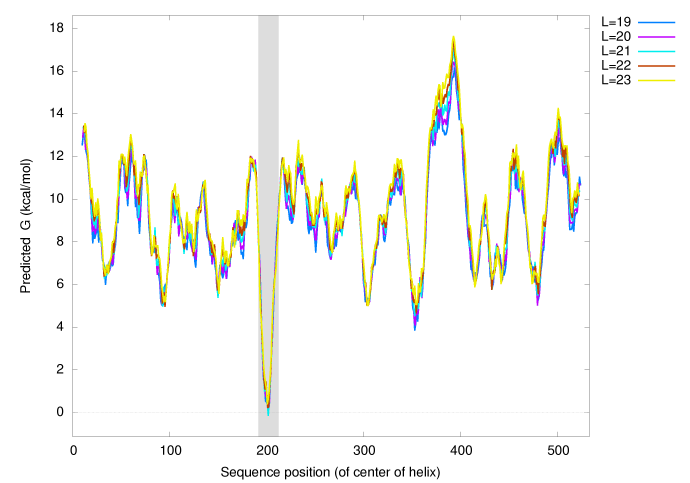 18
16
14
12
10
8
6
4
2
0
Predicted G (kcal/mol)
0 100 200 300 400 500
Sequence position (of center of helix)
L=19
L=20
L=21
L=22
L=23